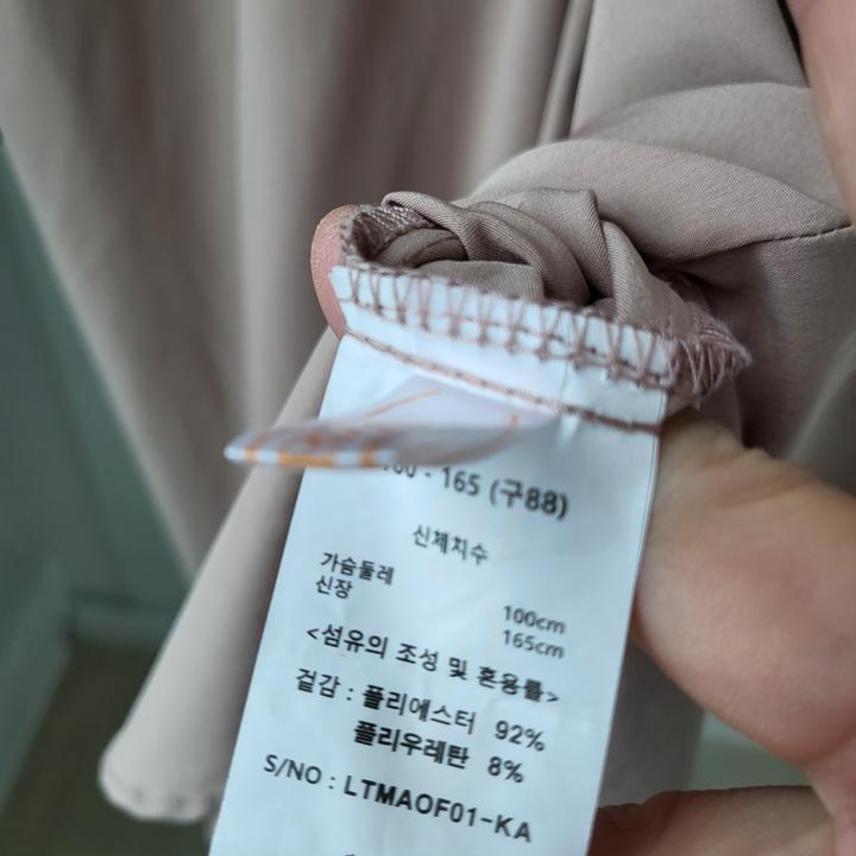 100 - 165 (구88)
신체치수
가슴둘레 100cm
신장 165cm
<섬유의 조성 및 혼용률>
겉감 : 폴리에스터 92%
폴리우레탄 8%
S/NO : LTMAOF01-KA